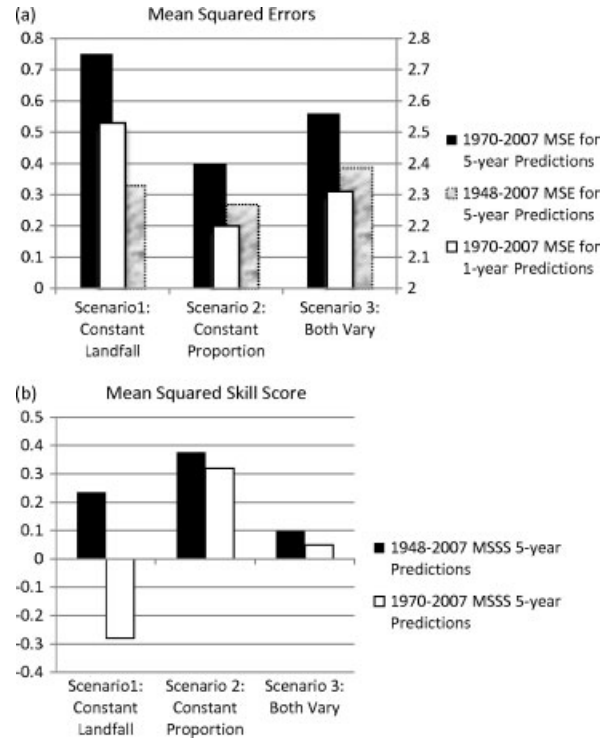 (a) Mean Squared Errors
0.8 2.8
0.7 2.7
0.6 2.6
0.5 2.5
0.4 2.4
0.3 2.3
0.2 2.2
0.1 2.1
0 2
Scenario1: Scenario 2: Scenario 3:
Constant Constant Both Vary
Landfall Proportion
1970-2007 MSE for
5-year Predictions
1948-2007 MSE for
5-year Predictions
1970-2007 MSE for
1-year Predictions
(b) Mean Squared Skill Score
0.5
0.4
0.3
0.2
0.1
0
-0.1
-0.2
-0.3
-0.4
Scenario1: Scenario 2: Scenario 3:
Constant Constant Both Vary
Landfall Proportion
1948-2007 MSSS 5-year
Predictions
1970-2007 MSSS 5-year
Predictions